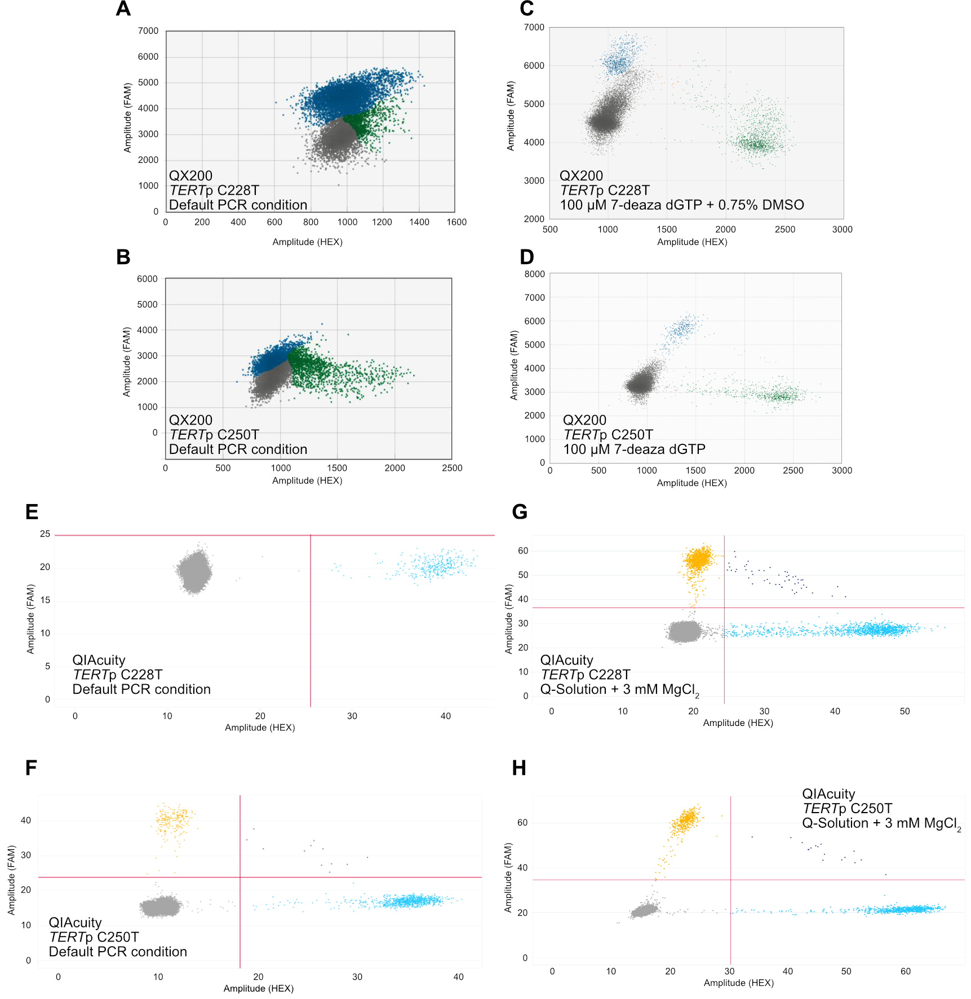 A
7000
6000
5000
4000
3000
2000
1000
0
Amplitude (FAM)
QX200
TERTp C228T
Default PCR condition
0 200 400 600 800 1000 1200 1400 1600
Amplitude (HEX)
C
7000
6000
5000
4000
3000
2000
Amplitude (FAM)
QX200
TERTp C228T
100 µM 7-deaza dGTP + 0.75% DMSO
500 1000 1500 2000 2500 3000
Amplitude (HEX)
B
6000
5000
4000
3000
2000
1000
0
Amplitude (FAM)
QX200
TERTp C250T
Default PCR condition
0 500 1000 1500 2000 2500
Amplitude (HEX)
D
8000
7000
6000
5000
4000
3000
2000
1000
0
Amplitude (FAM)
QX200
TERTp C250T
100 µM 7-deaza dGTP
0 500 1000 1500 2000 2500 3000
Amplitude (HEX)
E
25
20
15
10
5
0
Amplitude (FAM)
QIAcuity
TERTp C228T
Default PCR condition
0 10 20 30 40
Amplitude (HEX)
G
60
50
40
30
20
10
0
Amplitude (FAM)
QIAcuity
TERTp C228T
Q-Solution + 3 mM MgCl2
0 10 20 30 40 50
Amplitude (HEX)
F
40
30
20
10
0
Amplitude (FAM)
QIAcuity
TERTp C250T
Default PCR condition
0 10 20 30 40
Amplitude (HEX)
H
QIAcuity
TERTp C250T
Q-Solution + 3 mM MgCl2
60
40
20
0
Amplitude (FAM)
0 10 20 30 40 50 60
Amplitude (HEX)